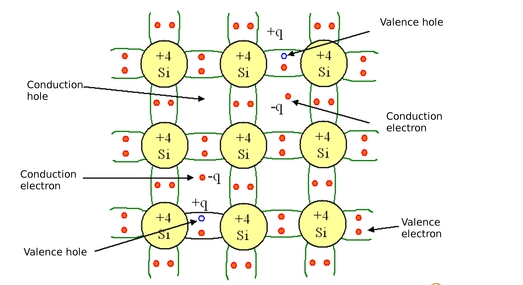 Valence hole
+q
+4
Si
+4
Si
+4
Si
Conduction
hole
-q
Conduction
electron
+4
Si
+4
Si
+4
Si
Conduction
electron
-q
+q
+4
Si
+4
Si
+4
Si
Valence
electron
Valence hole